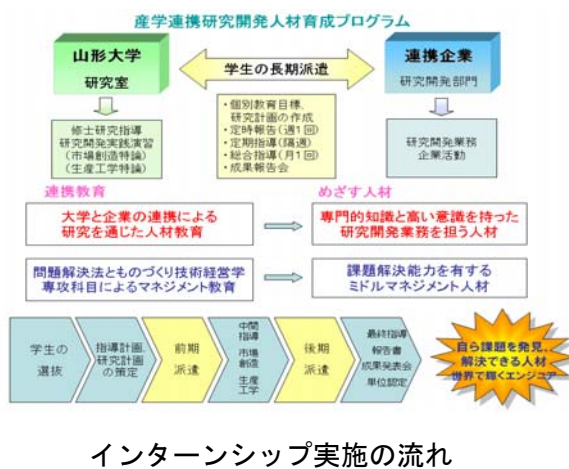 産学連携研究開発人材育成プログラム
山形大学
研究室
学生の長期派遣
連携企業
研究開発部門
修士研究指導
研究開発実践演習
(市場創造特論)
(生産工学特論)
・個別教育目標、
研究計画の作成
・定時報告(週1回)
・定期指導(隔週)
・総合指導(月1回)
・成果報告会
研究開発業務
企業活動
連携教育
めざす人材
大学と企業の連携による
研究を通じた人材教育
専門的知識と高い意識を持った
研究開発業務を担う人材
問題解決法とものづくり技術経営学
専攻科目によるマネジメント教育
課題解決能力を有する
ミドルマネジメント人材
学生の
選抜
指導計画、
研究計画
の策定
前期
派遣
中間
指導
市場
創造
生産
工学
後期
派遣
最終指導
報告書
成果発表会
単位認定
自ら課題を発見、
解決できる人材
世界で輝くエンジニア
インターンシップ実施の流れ